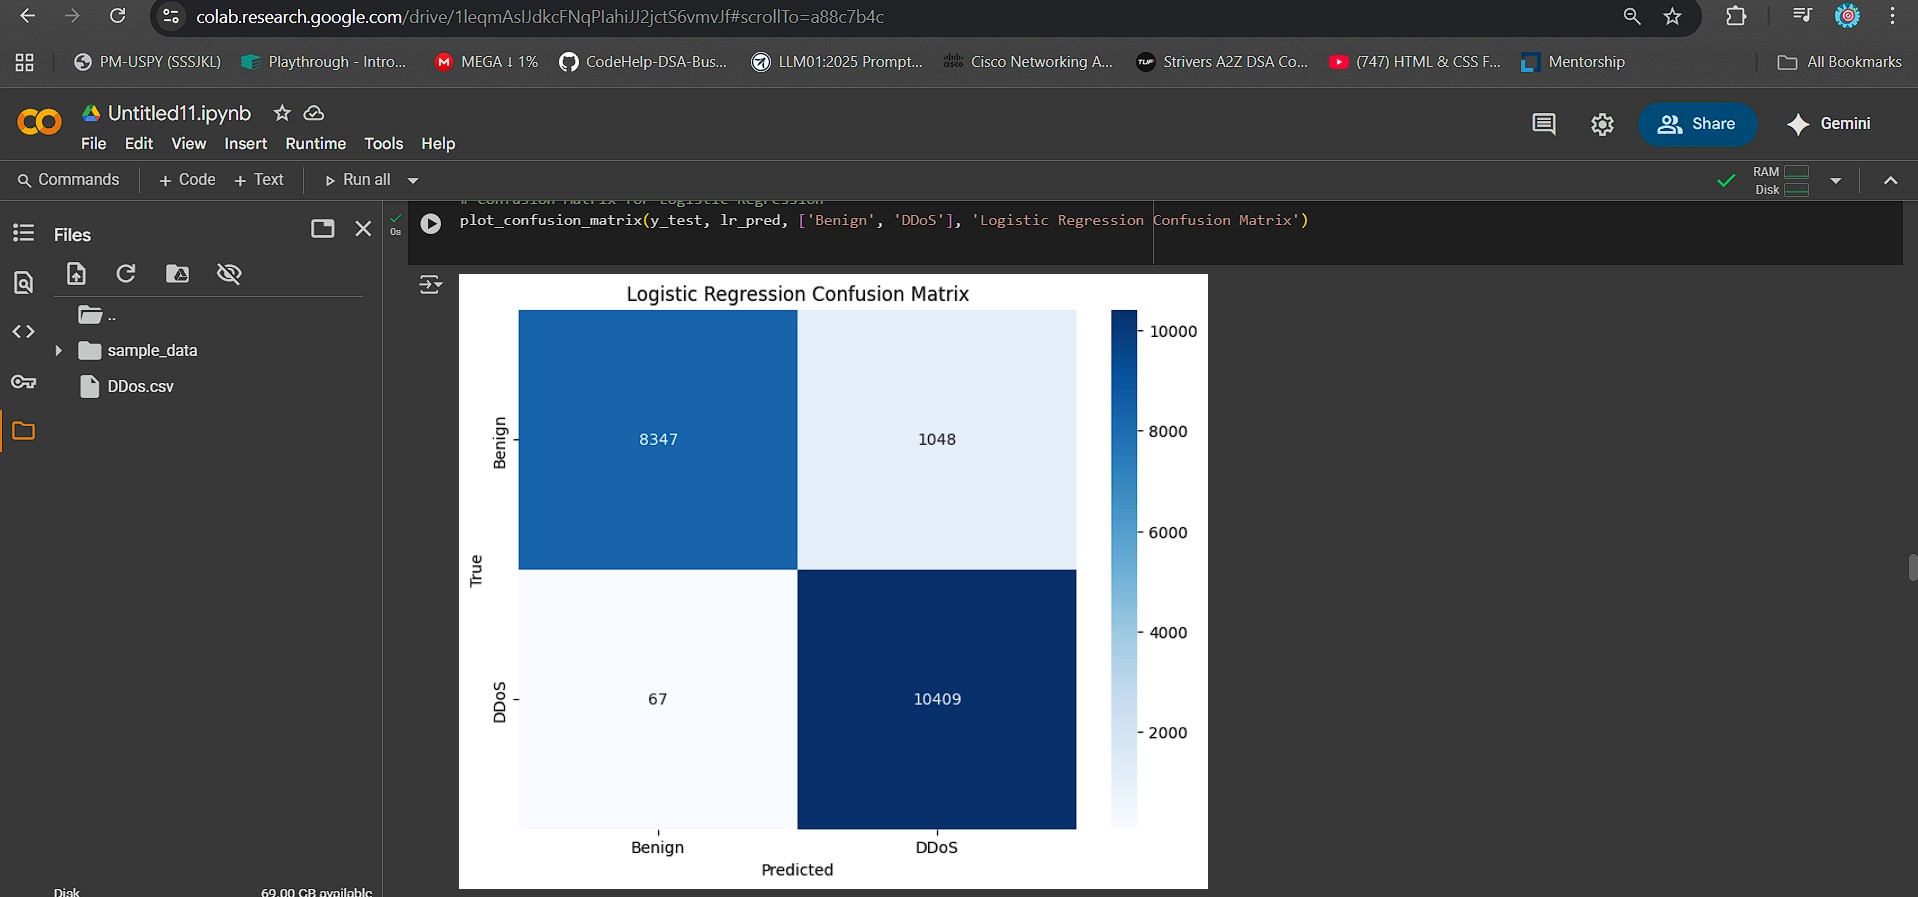 colab.research.google.com/drive/1leqmAsIJdkcFNqPIahiJJ2jctS6vmvJf#scrollTo=a88c7b4c
PM-USPY (SSSJKL) Playthrough - Intro... MEGA ↓ 1% CodeHelp-DSA-Bus... LLM01:2025 Prompt... Cisco Networking A... Strivers A2Z DSA Co... (747) HTML & CSS F... Mentorship All Bookmarks
Untitled11.ipynb
File Edit View Insert Runtime Tools Help
Share
Gemini
Commands + Code + Text Run all
RAM
Disk
Files
..
sample_data
DDos.csv
Disk 69.00 GB available
0s
# Confusion Matrix for Logistic Regression
plot_confusion_matrix(y_test, lr_pred, ['Benign', 'DDoS'], 'Logistic Regression Confusion Matrix')
Logistic Regression Confusion Matrix
True
Benign
DDoS
8347 1048
67 10409
Benign DDoS
Predicted
10000
8000
6000
4000
2000